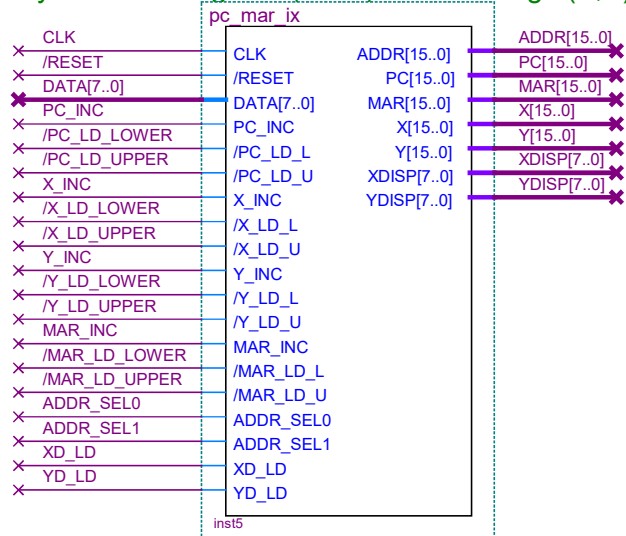 pc_mar_ix
CLK
/RESET
DATA[7..0]
PC_INC
/PC_LD_LOWER
/PC_LD_UPPER
X_INC
/X_LD_LOWER
/X_LD_UPPER
Y_INC
/Y_LD_LOWER
/Y_LD_UPPER
MAR_INC
/MAR_LD_LOWER
/MAR_LD_UPPER
ADDR_SEL0
ADDR_SEL1
XD_LD
YD_LD
CLK
/RESET
DATA[7..0]
PC_INC
/PC_LD_L
/PC_LD_U
X_INC
/X_LD_L
/X_LD_U
Y_INC
/Y_LD_L
/Y_LD_U
MAR_INC
/MAR_LD_L
/MAR_LD_U
ADDR_SEL0
ADDR_SEL1
XD_LD
YD_LD
ADDR[15..0]
PC[15..0]
MAR[15..0]
X[15..0]
Y[15..0]
XDISP[7..0]
YDISP[7..0]
ADDR[15..0]
PC[15..0]
MAR[15..0]
X[15..0]
Y[15..0]
XDISP[7..0]
YDISP[7..0]
inst5